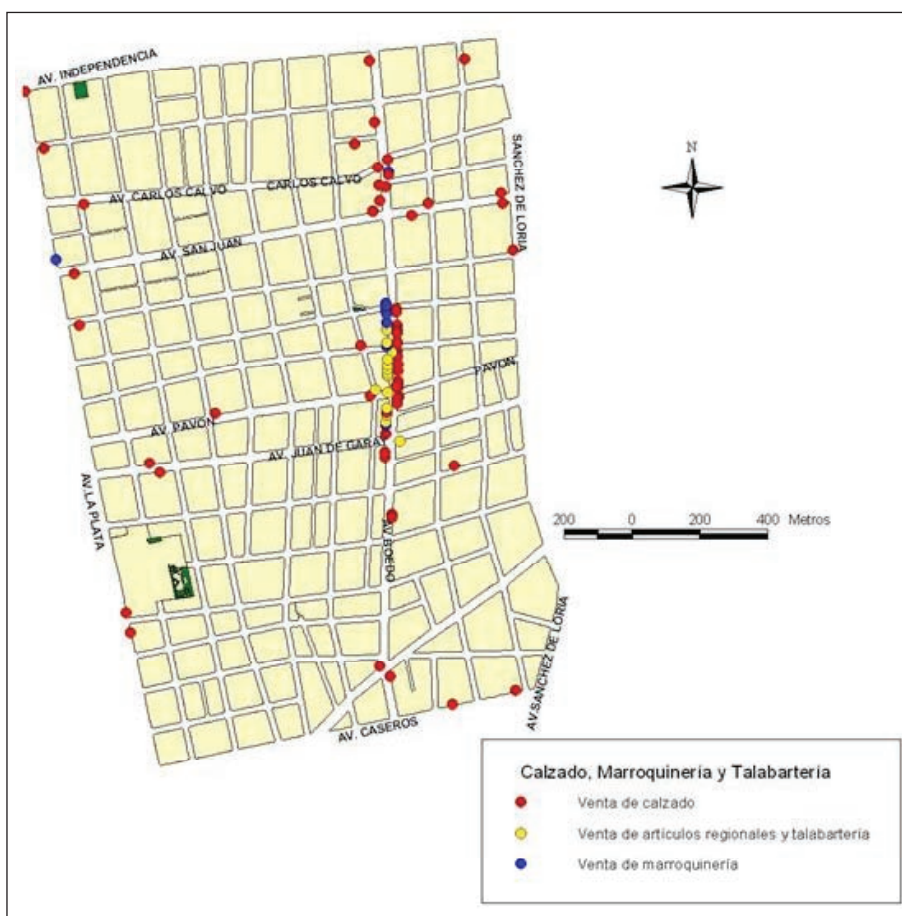 AV. INDEPENDENCIA
N
SANCHEZ DE LORIA
AV. CARLOS CALVO
CARLOS CALVO
AV. SAN JUAN
PAVON
AV. PAVON
AV. JUAN DE GARAY
AV. LA PLATA
AV. BOEDO
200 0 200 400 Metros
AV. SANCHEZ DE LORIA
AV. CASEROS
Calzado, Marroquinería y Talabartería
Venta de calzado
Venta de artículos regionales y talabartería
Venta de marroquinería